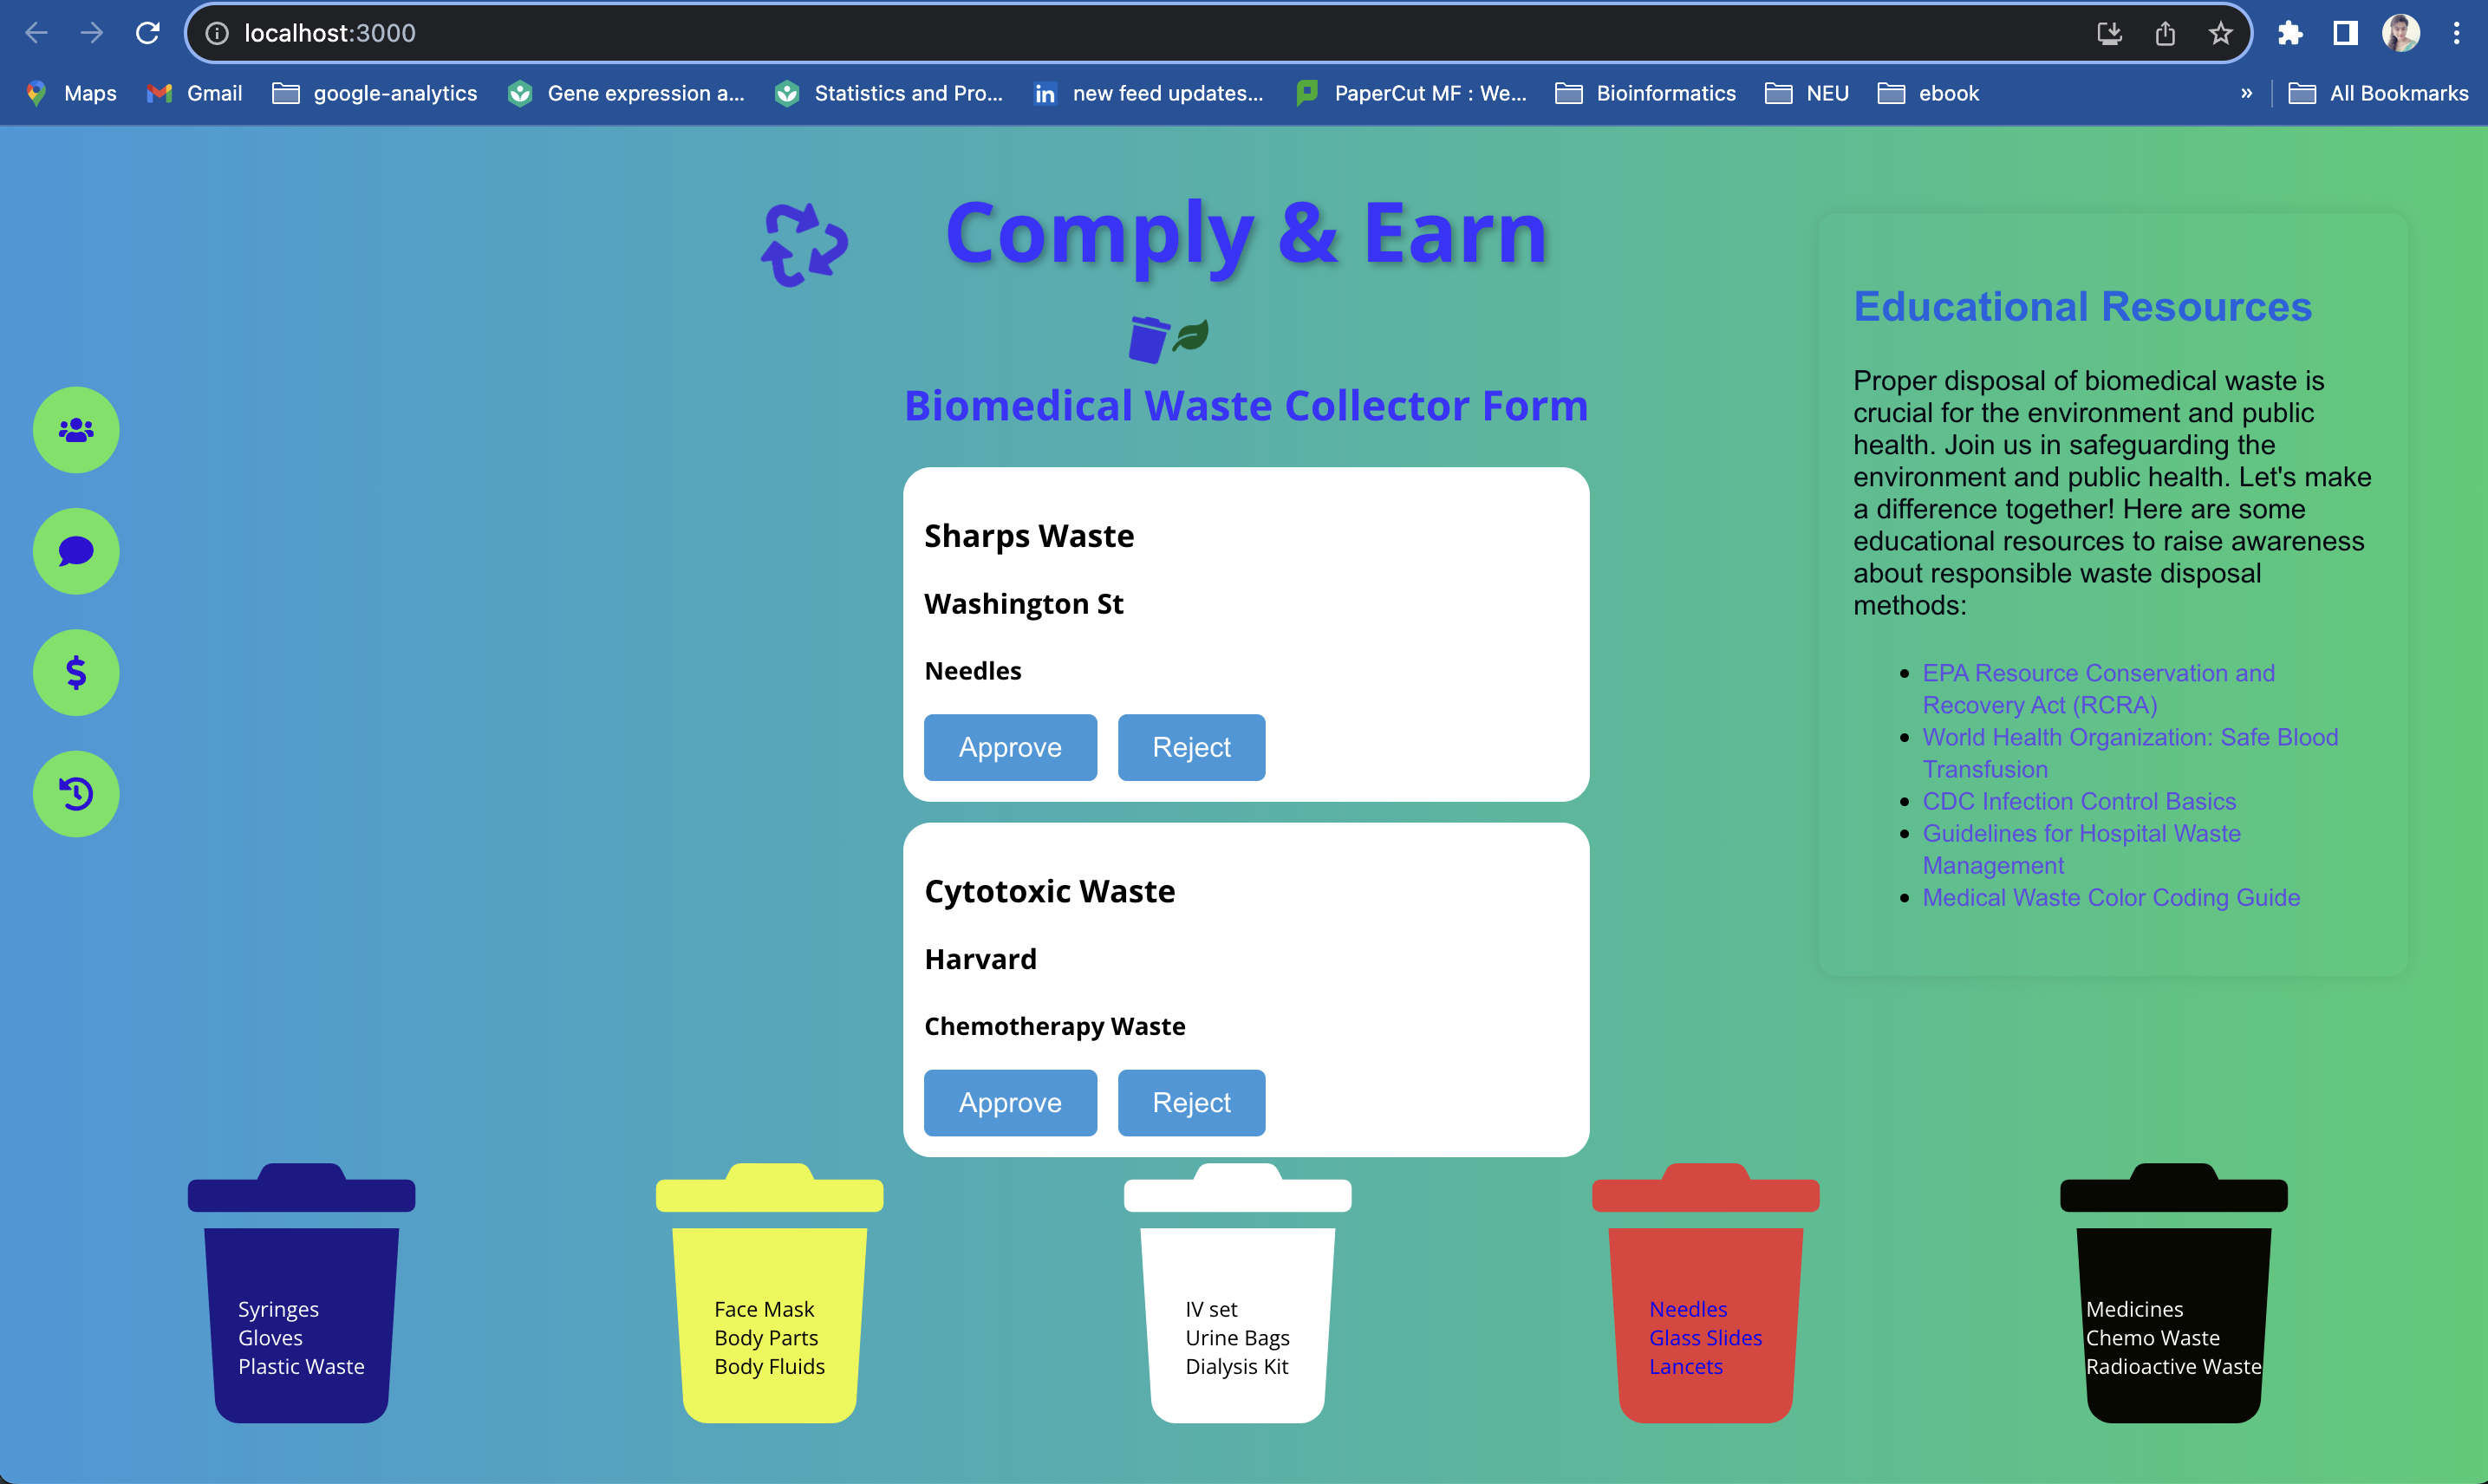 localhost:3000
Maps
Gmail
google-analytics
Gene expression a...
Statistics and Pro...
in
new feed updates...
PaperCut MF : We...
Bioinformatics
NEU
ebook
»
All Bookmarks
Comply & Earn
Biomedical Waste Collector Form
Sharps Waste
Washington St
Needles
Approve
Reject
Cytotoxic Waste
Harvard
Chemotherapy Waste
Approve
Reject
Educational Resources
Proper disposal of biomedical waste is
crucial for the environment and public
health. Join us in safeguarding the
environment and public health. Let's make
a difference together! Here are some
educational resources to raise awareness
about responsible waste disposal
methods:
EPA Resource Conservation and
Recovery Act (RCRA)
World Health Organization: Safe Blood
Transfusion
CDC Infection Control Basics
Guidelines for Hospital Waste
Management
Medical Waste Color Coding Guide
Syringes
Gloves
Plastic Waste
Face Mask
Body Parts
Body Fluids
IV set
Urine Bags
Dialysis Kit
Needles
Glass Slides
Lancets
Medicines
Chemo Waste
Radioactive Waste